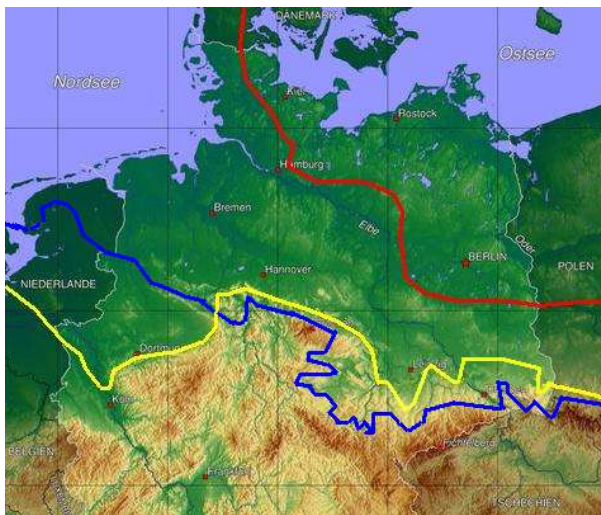 DÄNEMARK
Ostsee
Nordsee
Kiel
Rostock
Hamburg
Bremen
Elbe
Oder
BERLIN
POLEN
Hannover
NIEDERLANDE
Dortmund
Leipzig
Köln
Fichtelberg
BELGIEN
Frankfurt
TSCHECHIEN